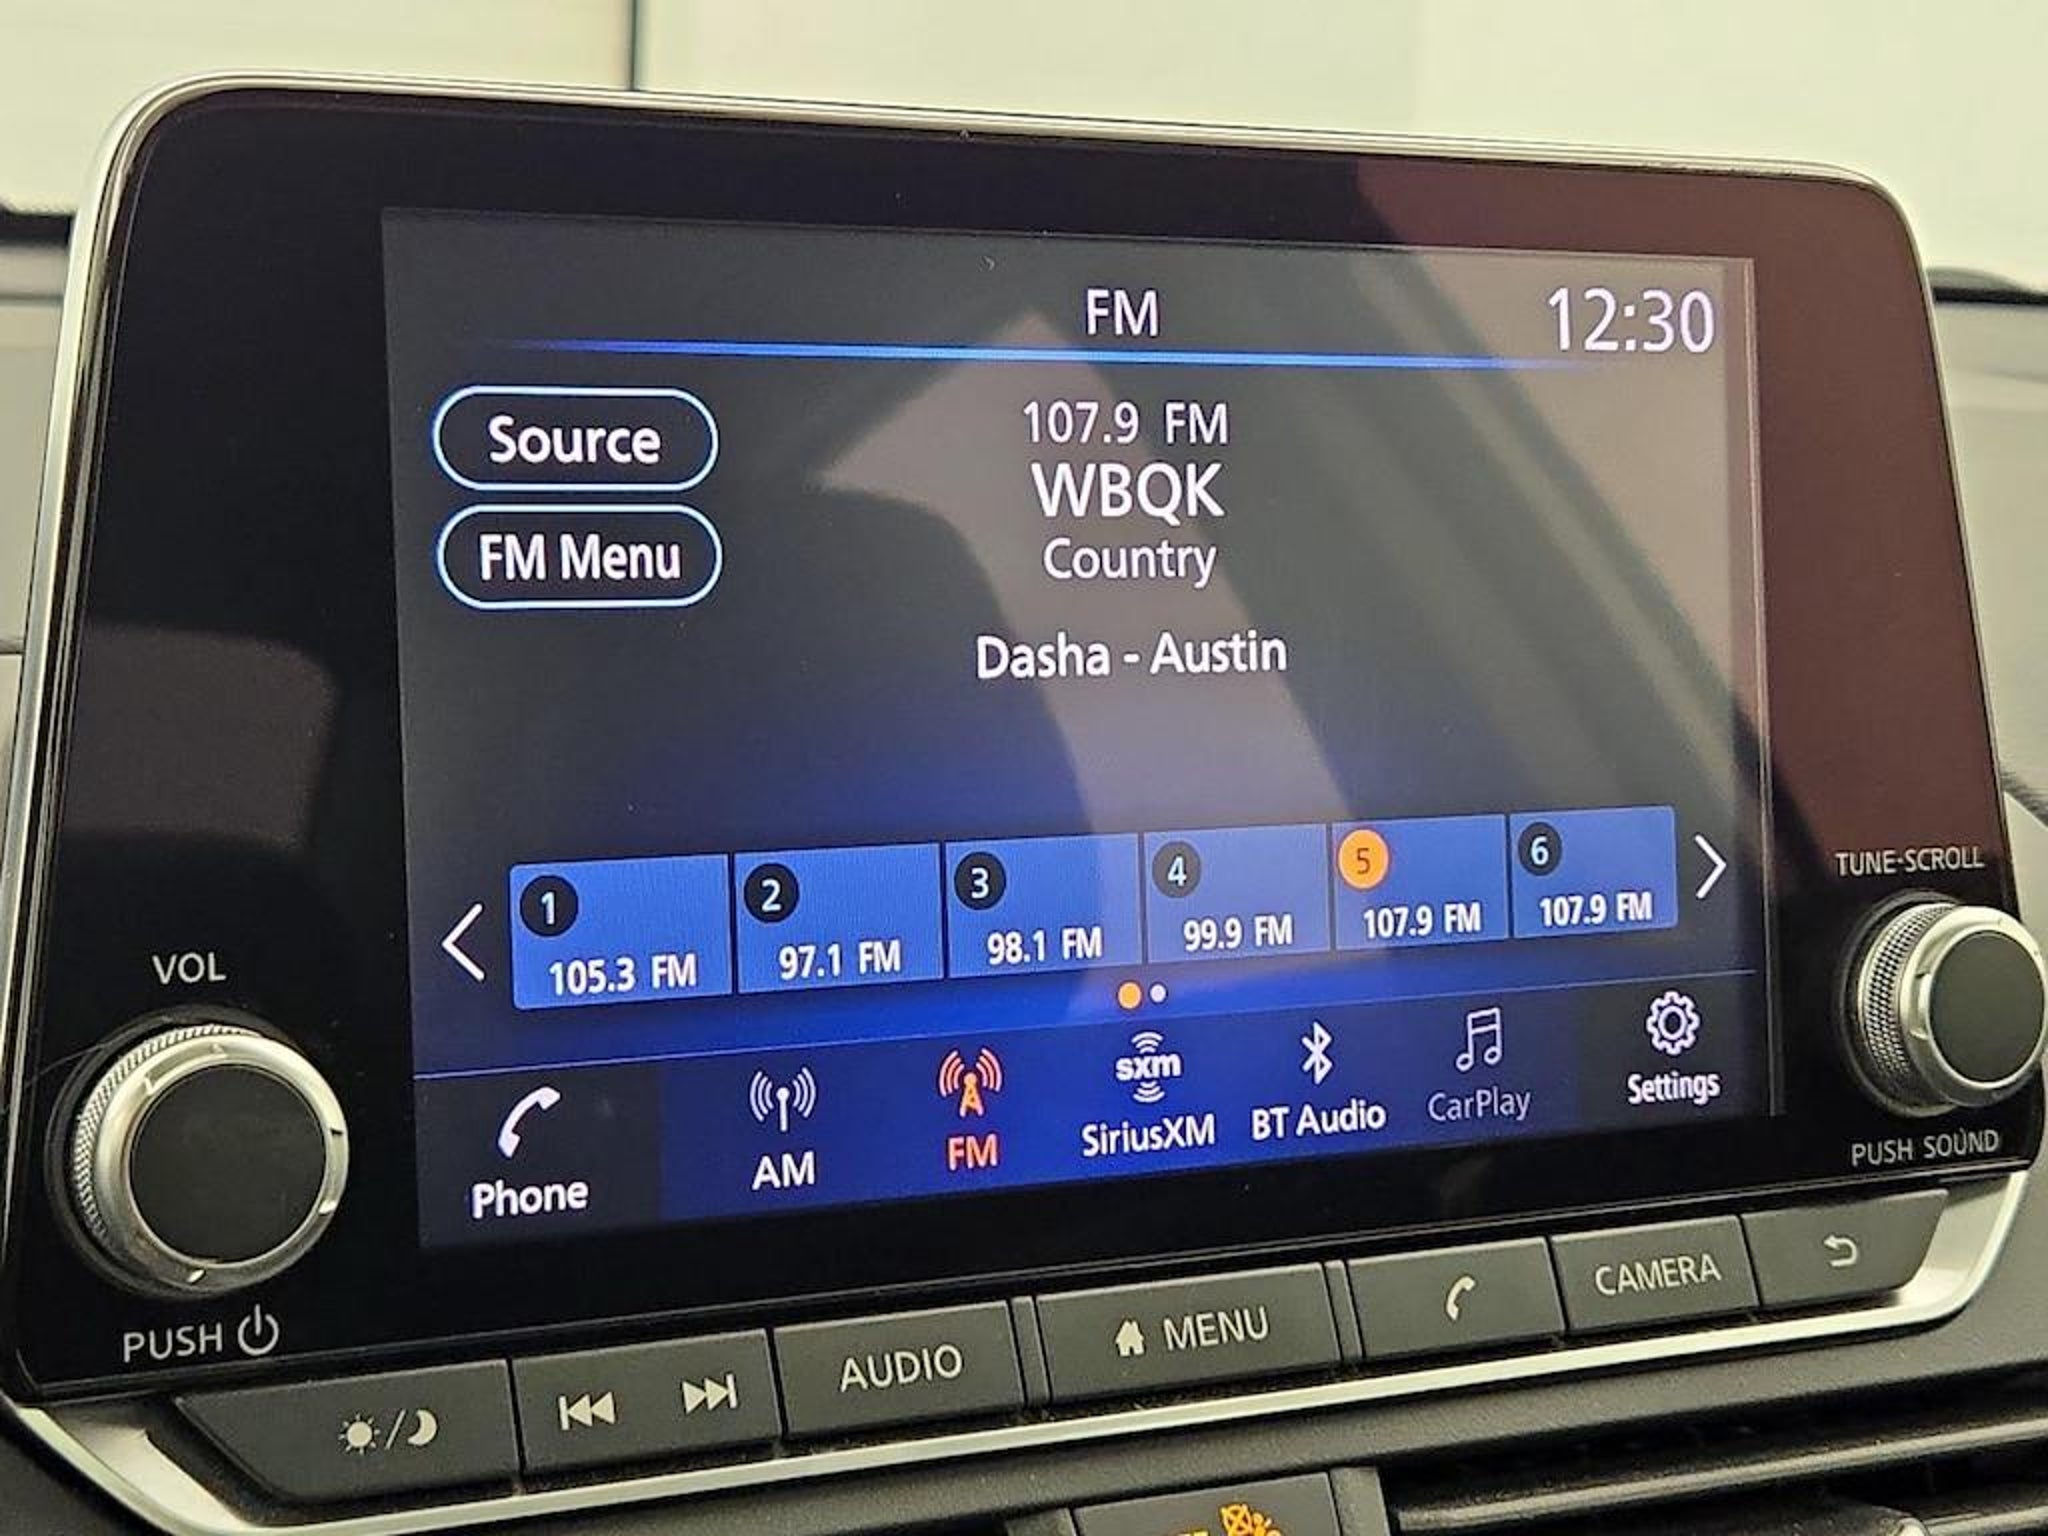 FM
12:30
Source
107.9 FM
WBQK
FM Menu
Country
Dasha - Austin
1
2
3
4
5
6
105.3 FM
97.1 FM
98.1 FM
99.9 FM
107.9 FM
107.9 FM
TUNE-SCROLL
VOL
sxm
Phone
AM
FM
SiriusXM
BT Audio
CarPlay
Settings
PUSH SOUND
PUSH
AUDIO
MENU
CAMERA